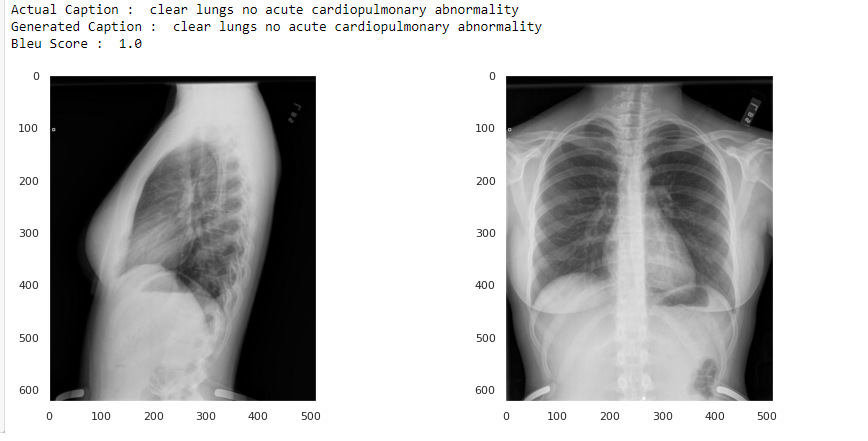 Actual Caption :  clear lungs no acute cardiopulmonary abnormality
Generated Caption :  clear lungs no acute cardiopulmonary abnormality
Bleu Score :  1.0
0
100
200
300
400
500
600
0 100 200 300 400 500
0
100
200
300
400
500
600
0 100 200 300 400 500